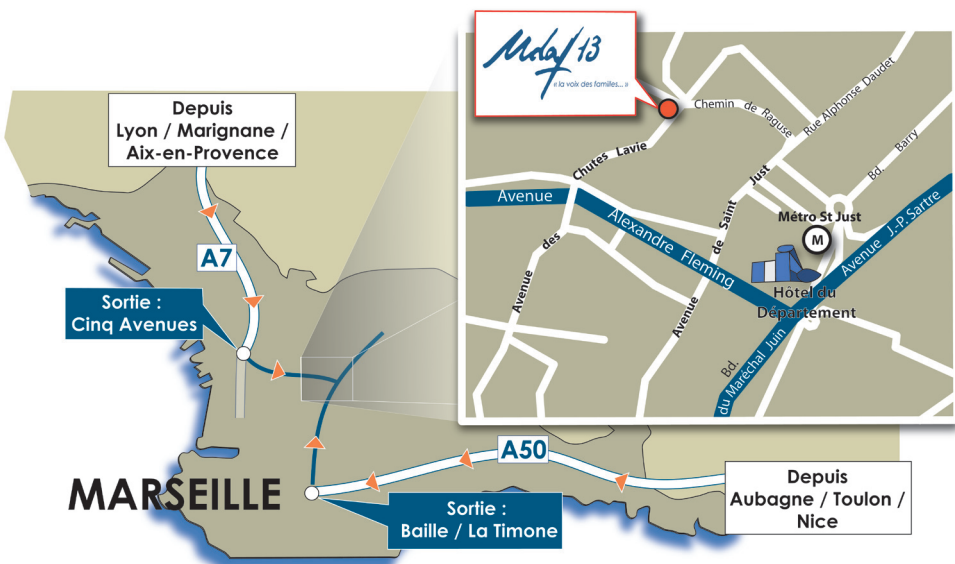 Depuis
Lyon / Marignane /
Aix-en-Provence
A7
Sortie :
Cinq Avenues
MARSEILLE
A50
Sortie :
Baille / La Timone
Depuis
Aubagne / Toulon /
Nice
Udaf 13
« la voix des familles... »
Chemin de Raguse
Rue Alphonse Daudet
Bd. Barry
Avenue des Chutes Lavie
Avenue Alexandre Fleming
Avenue de Saint Just
Métro St Just
M
Avenue J.-P. Sartre
Hôtel du
Département
Bd. du Maréchal Juin